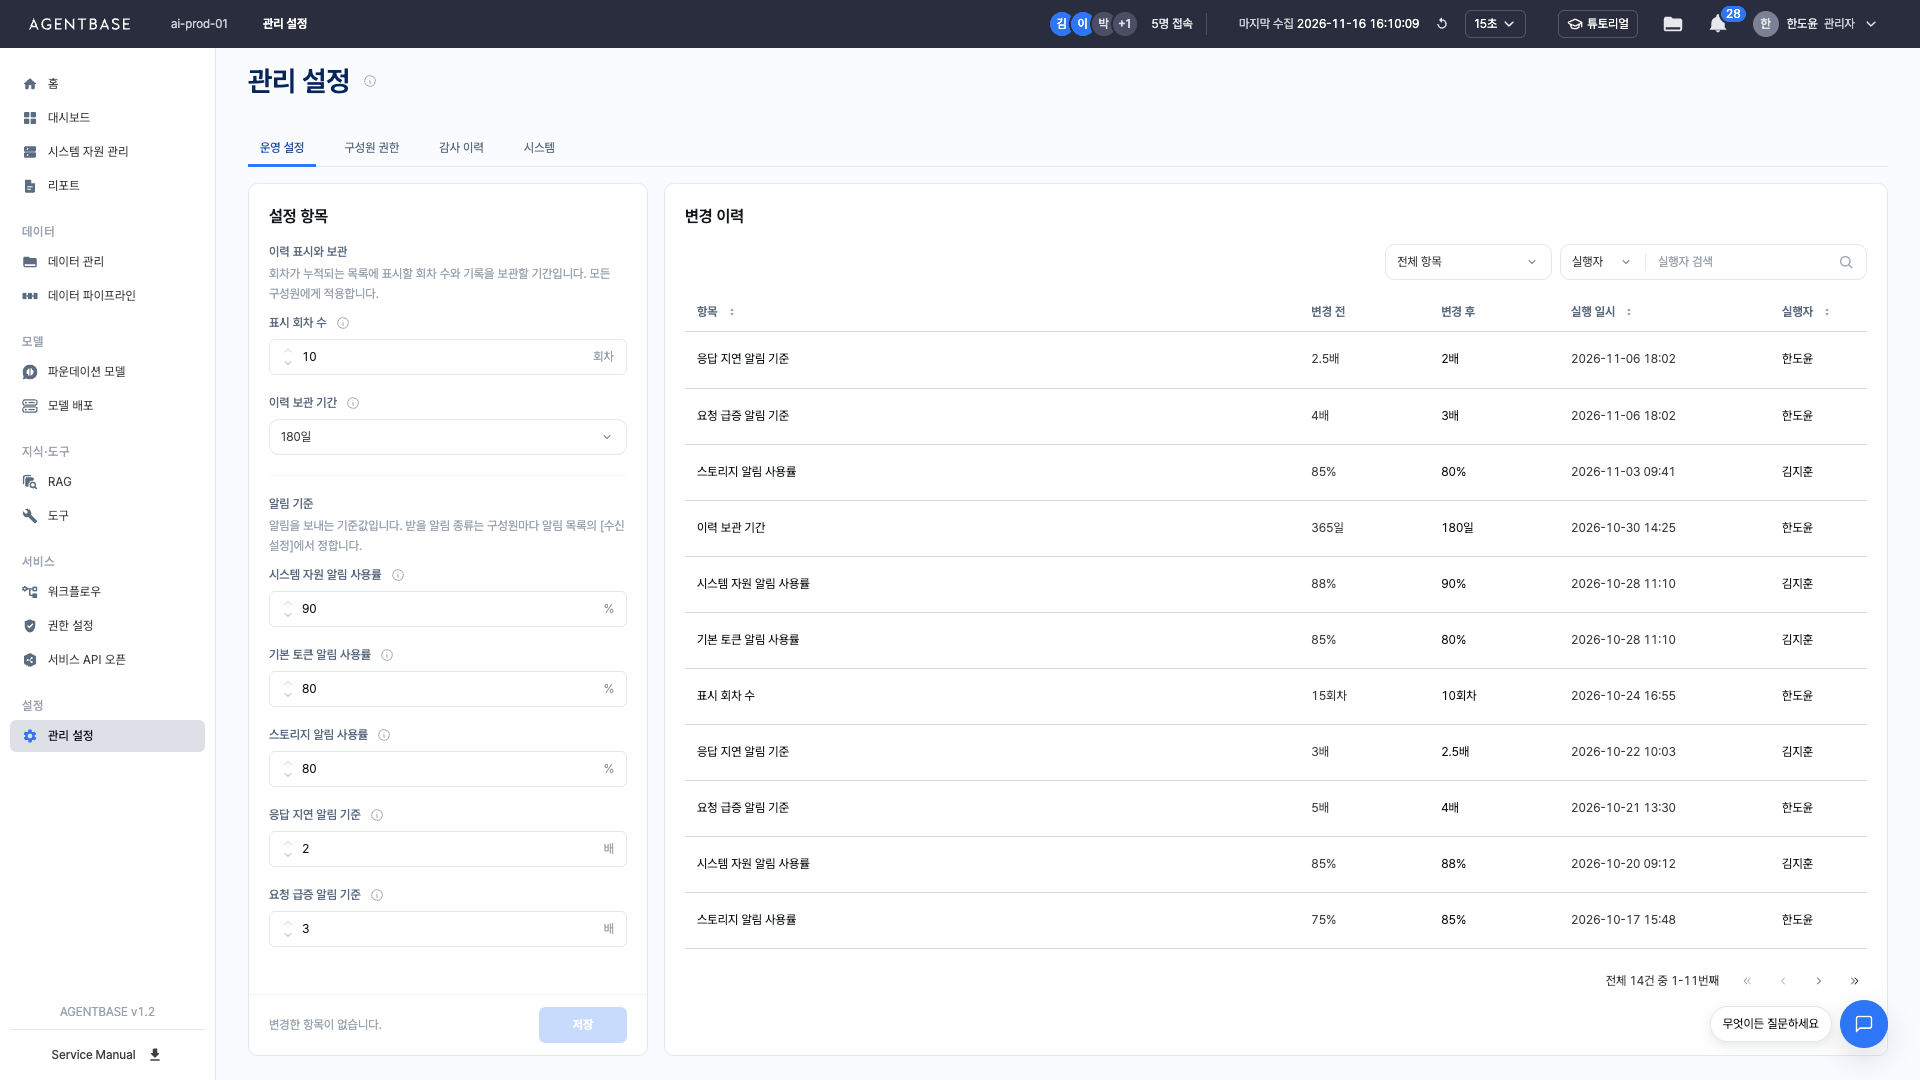 AGENTBASE
ai-prod-01
관리 설정
김 이 박 +1 5명 접속
마지막 수집 2026-11-16 16:10:09
15초
튜토리얼
28
한 한도윤 관리자
홈
대시보드
시스템 자원 관리
리포트
데이터
데이터 관리
데이터 파이프라인
모델
파운데이션 모델
모델 배포
지식·도구
RAG
도구
서비스
워크플로우
권한 설정
서비스 API 오픈
설정
관리 설정
AGENTBASE v1.2
Service Manual
관리 설정
운영 설정 구성원 권한 감사 이력 시스템
설정 항목
이력 표시와 보관
회차가 누적되는 목록에 표시할 회차 수와 기록을 보관할 기간입니다. 모든
구성원에게 적용합니다.
표시 회차 수
10 회차
이력 보관 기간
180일
알림 기준
알림을 보내는 기준값입니다. 받을 알림 종류는 구성원마다 알림 목록의 [수신
설정]에서 정합니다.
시스템 자원 알림 사용률
90 %
기본 토큰 알림 사용률
80 %
스토리지 알림 사용률
80 %
응답 지연 알림 기준
2 배
요청 급증 알림 기준
3 배
변경한 항목이 없습니다.
저장
변경 이력
전체 항목
실행자
실행자 검색
항목 변경 전 변경 후 실행 일시 실행자
응답 지연 알림 기준 2.5배 2배 2026-11-06 18:02 한도윤
요청 급증 알림 기준 4배 3배 2026-11-06 18:02 한도윤
스토리지 알림 사용률 85% 80% 2026-11-03 09:41 김지훈
이력 보관 기간 365일 180일 2026-10-30 14:25 한도윤
시스템 자원 알림 사용률 88% 90% 2026-10-28 11:10 김지훈
기본 토큰 알림 사용률 85% 80% 2026-10-28 11:10 김지훈
표시 회차 수 15회차 10회차 2026-10-24 16:55 한도윤
응답 지연 알림 기준 3배 2.5배 2026-10-22 10:03 김지훈
요청 급증 알림 기준 5배 4배 2026-10-21 13:30 한도윤
시스템 자원 알림 사용률 85% 88% 2026-10-20 09:12 김지훈
스토리지 알림 사용률 75% 85% 2026-10-17 15:48 한도윤
전체 14건 중 1-11번째
무엇이든 질문하세요